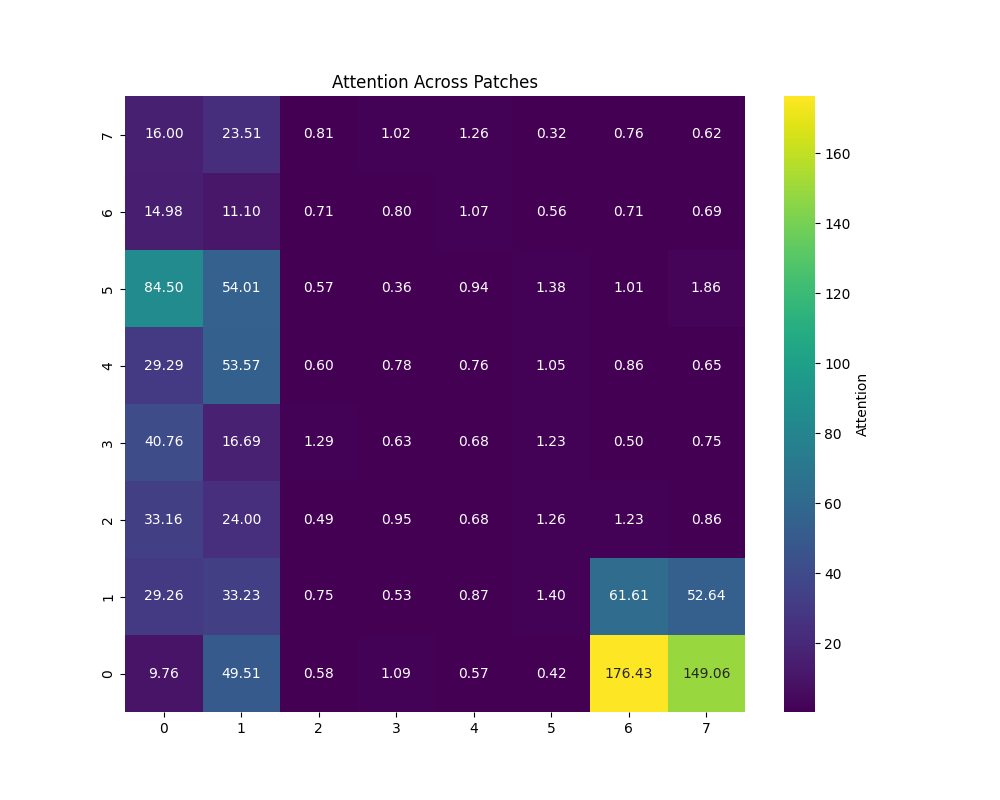 Attention Across Patches
7 16.00 23.51 0.81 1.02 1.26 0.32 0.76 0.62
6 14.98 11.10 0.71 0.80 1.07 0.56 0.71 0.69
5 84.50 54.01 0.57 0.36 0.94 1.38 1.01 1.86
4 29.29 53.57 0.60 0.78 0.76 1.05 0.86 0.65
3 40.76 16.69 1.29 0.63 0.68 1.23 0.50 0.75
2 33.16 24.00 0.49 0.95 0.68 1.26 1.23 0.86
1 29.26 33.23 0.75 0.53 0.87 1.40 61.61 52.64
0 9.76 49.51 0.58 1.09 0.57 0.42 176.43 149.06
0 1 2 3 4 5 6 7
160
140
120
100
80
60
40
20
Attention